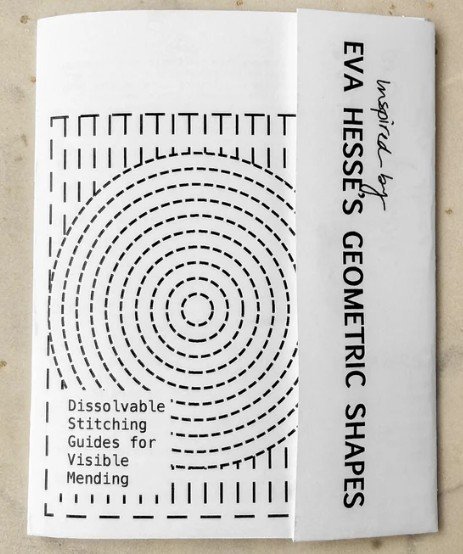 Inspired by
EVA HESSE'S GEOMETRIC SHAPES
Dissolvable
Stitching
Guides for
Visible
Mending